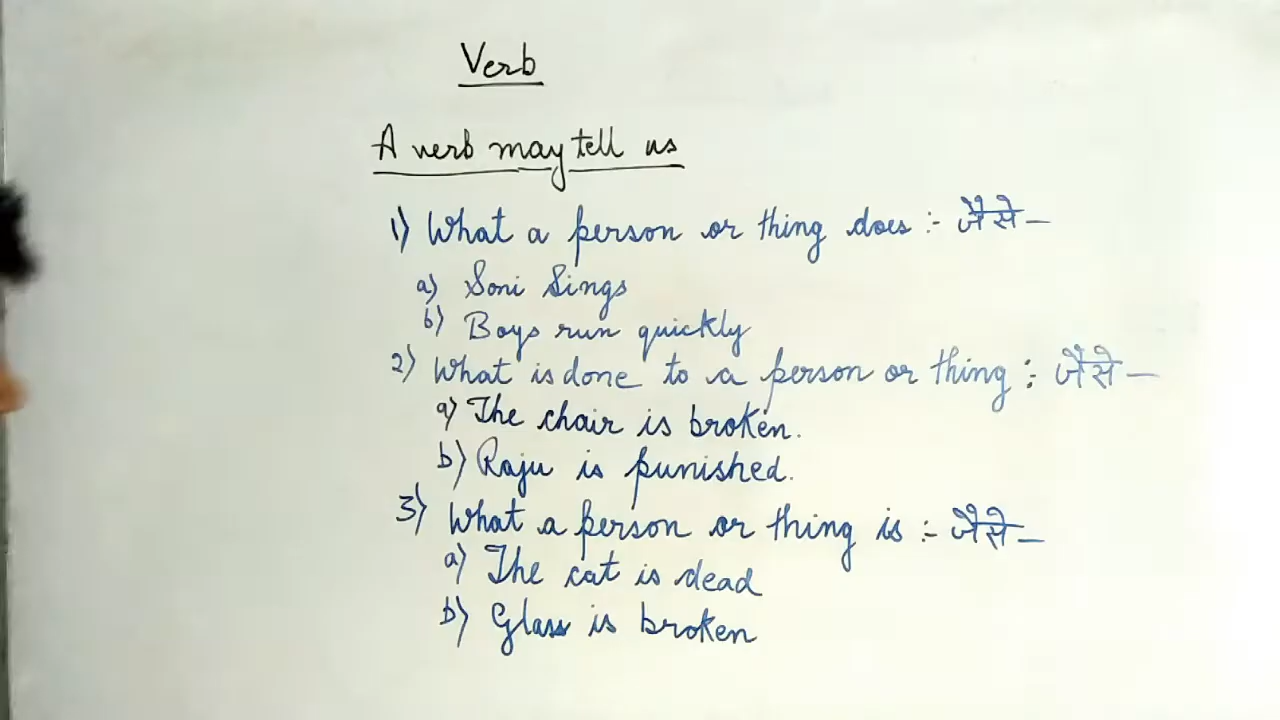 Verb
A verb may tell us
1) What a person or thing does :- जैसे-
a) Soni Sings
b) Boys run quickly
2) What is done to a person or thing :- जैसे-
a) The chair is broken.
b) Raju is punished.
3) What a person or thing is :- जैसे-
a) The cat is dead
b) Glass is broken